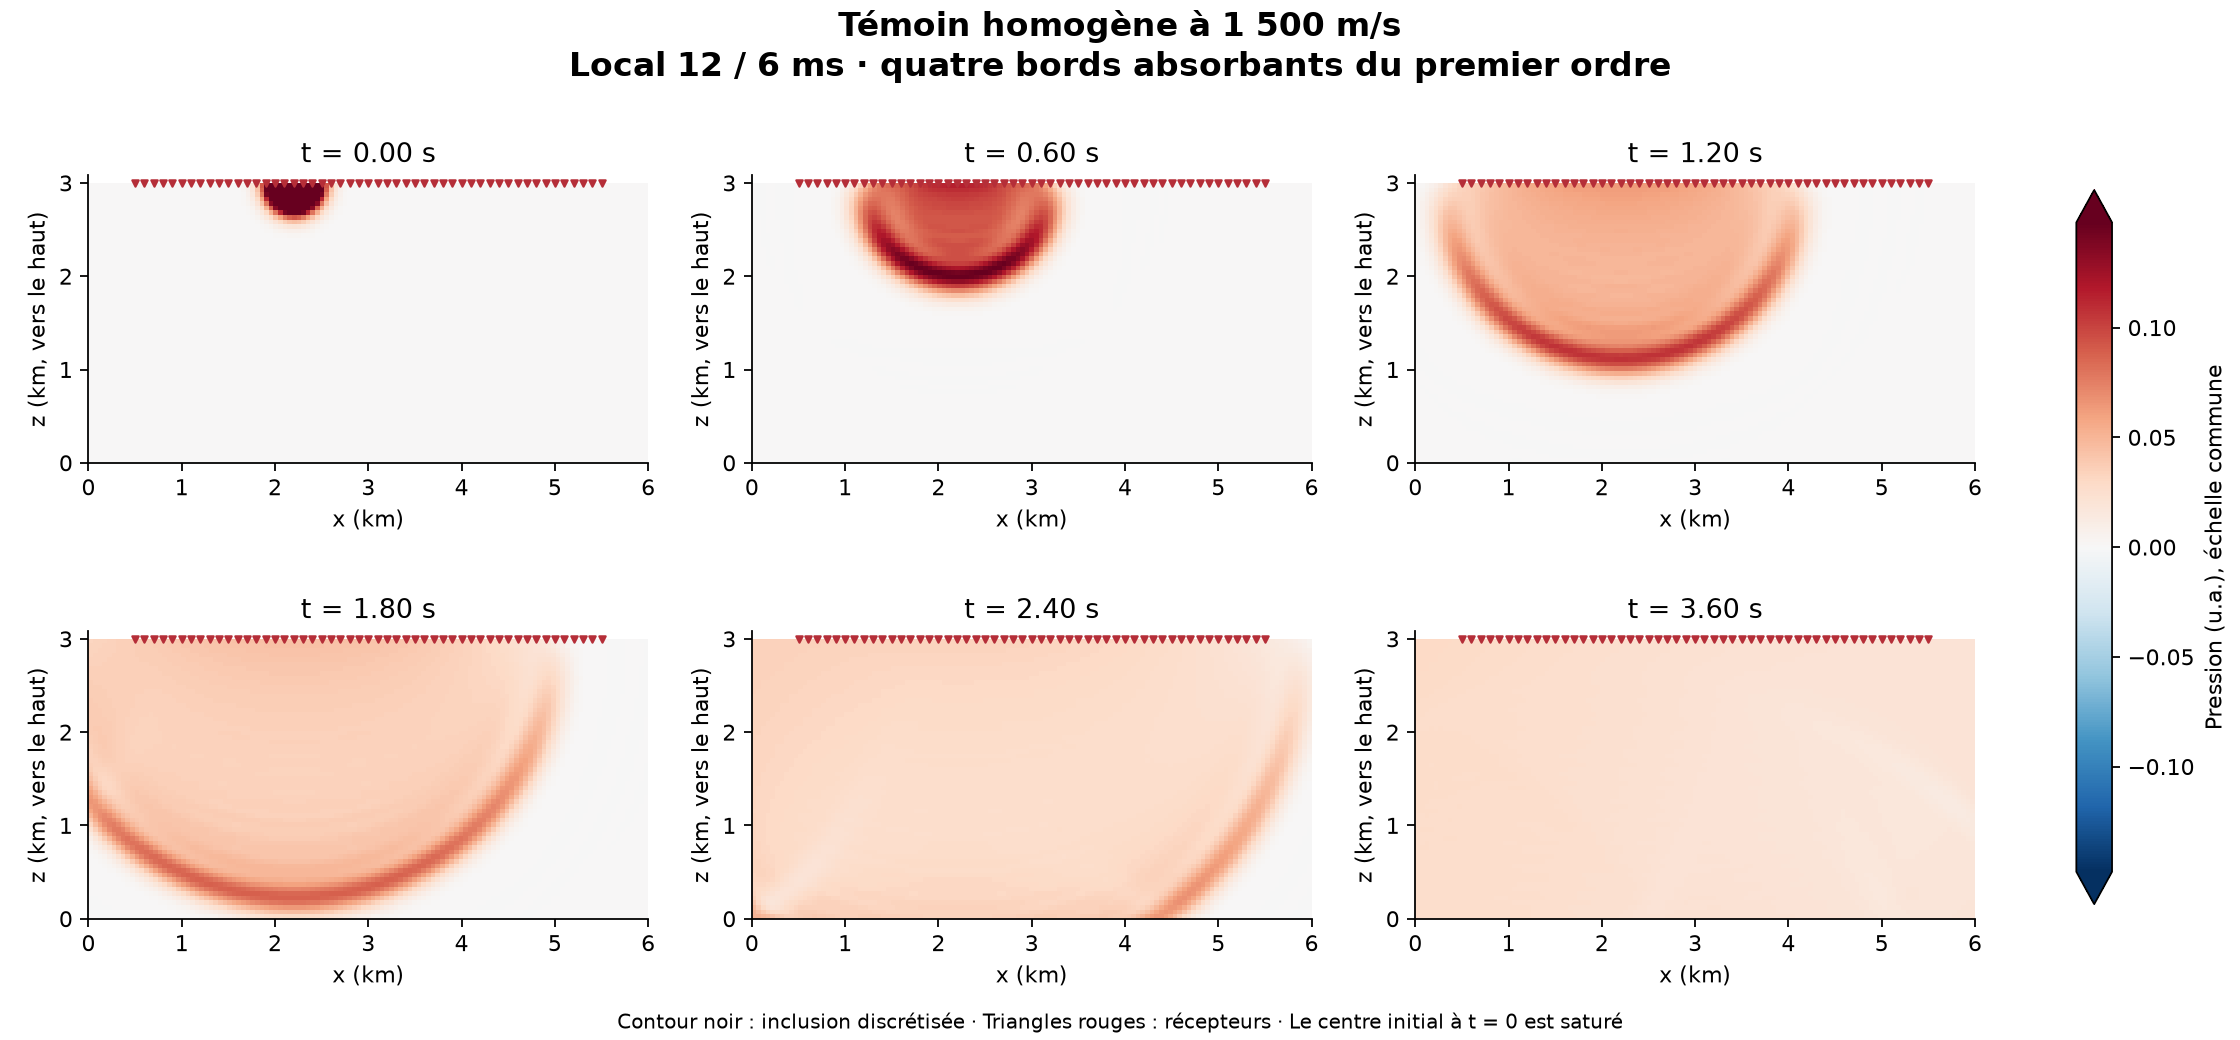 Témoin homogène à 1 500 m/s
Local 12 / 6 ms · quatre bords absorbants du premier ordre
t = 0.00 s
z (km, vers le haut)
3
2
1
0
0 1 2 3 4 5 6
x (km)
t = 0.60 s
z (km, vers le haut)
3
2
1
0
0 1 2 3 4 5 6
x (km)
t = 1.20 s
z (km, vers le haut)
3
2
1
0
0 1 2 3 4 5 6
x (km)
t = 1.80 s
z (km, vers le haut)
3
2
1
0
0 1 2 3 4 5 6
x (km)
t = 2.40 s
z (km, vers le haut)
3
2
1
0
0 1 2 3 4 5 6
x (km)
t = 3.60 s
z (km, vers le haut)
3
2
1
0
0 1 2 3 4 5 6
x (km)
0.10
0.05
0.00
−0.05
−0.10
Pression (u.a.), échelle commune
Contour noir : inclusion discrétisée · Triangles rouges : récepteurs · Le centre initial à t = 0 est saturé